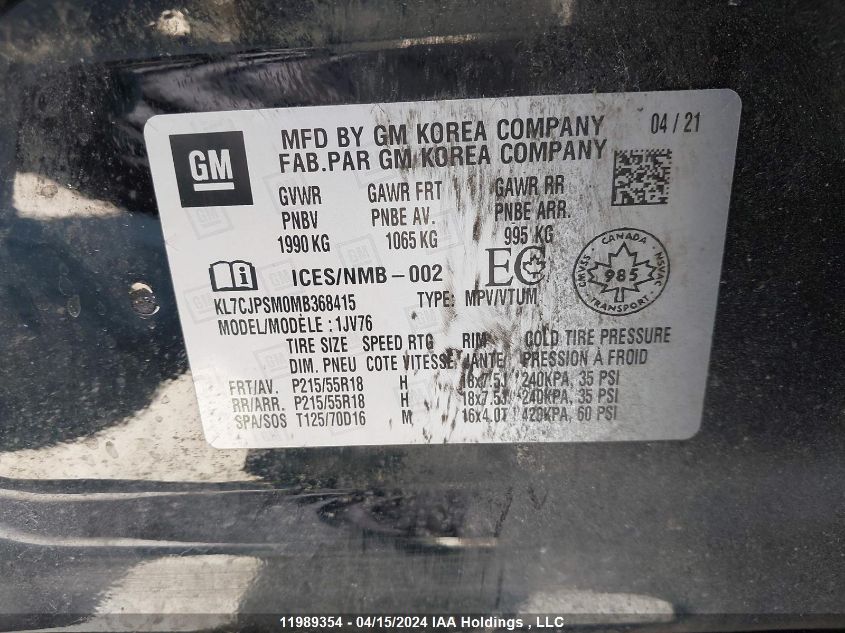 GM
MFD BY GM KOREA COMPANY 04 / 21
FAB.PAR GM KOREA COMPANY
GVWR GAWR FRT GAWR RR
PNBV PNBE AV. PNBE ARR.
1990 KG 1065 KG 995 KG
ICES/NMB-002 EC
CANADA
CMVSS 985 NSVAC
TRANSPORT
KL7CJPSM0MB368415 TYPE: MPV/VTUM
MODEL/MODÈLE : 1JV76
TIRE SIZE SPEED RTG RIM COLD TIRE PRESSURE
DIM. PNEU COTE VITESSE JANTE PRESSION À FROID
FRT/AV. P215/55R18 H 18x7.5J 240KPA, 35 PSI
RR/ARR. P215/55R18 H 18x7.5J 240KPA, 35 PSI
SPA/SOS T125/70D16 M 16x4.0T 420KPA, 60 PSI
11989354 - 04/15/2024 IAA Holdings , LLC